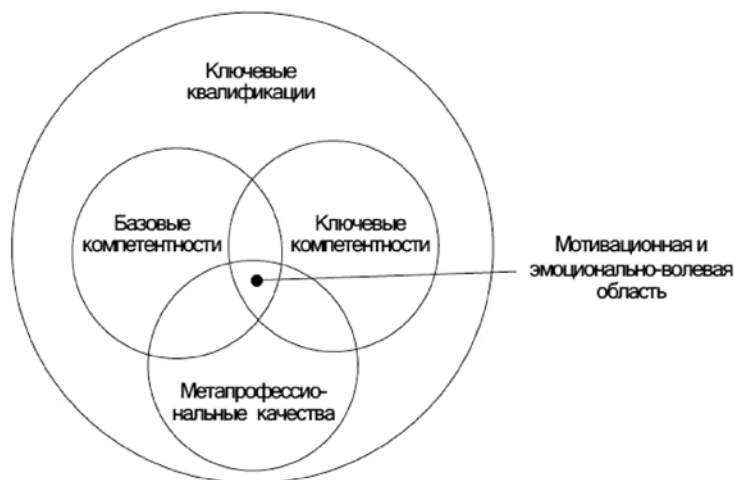 Ключевые
квалификации
Базовые
компетентности
Ключевые
компетентности
Мотивационная и
эмоционально-волевая
область
Метапрофессио-
нальные качества